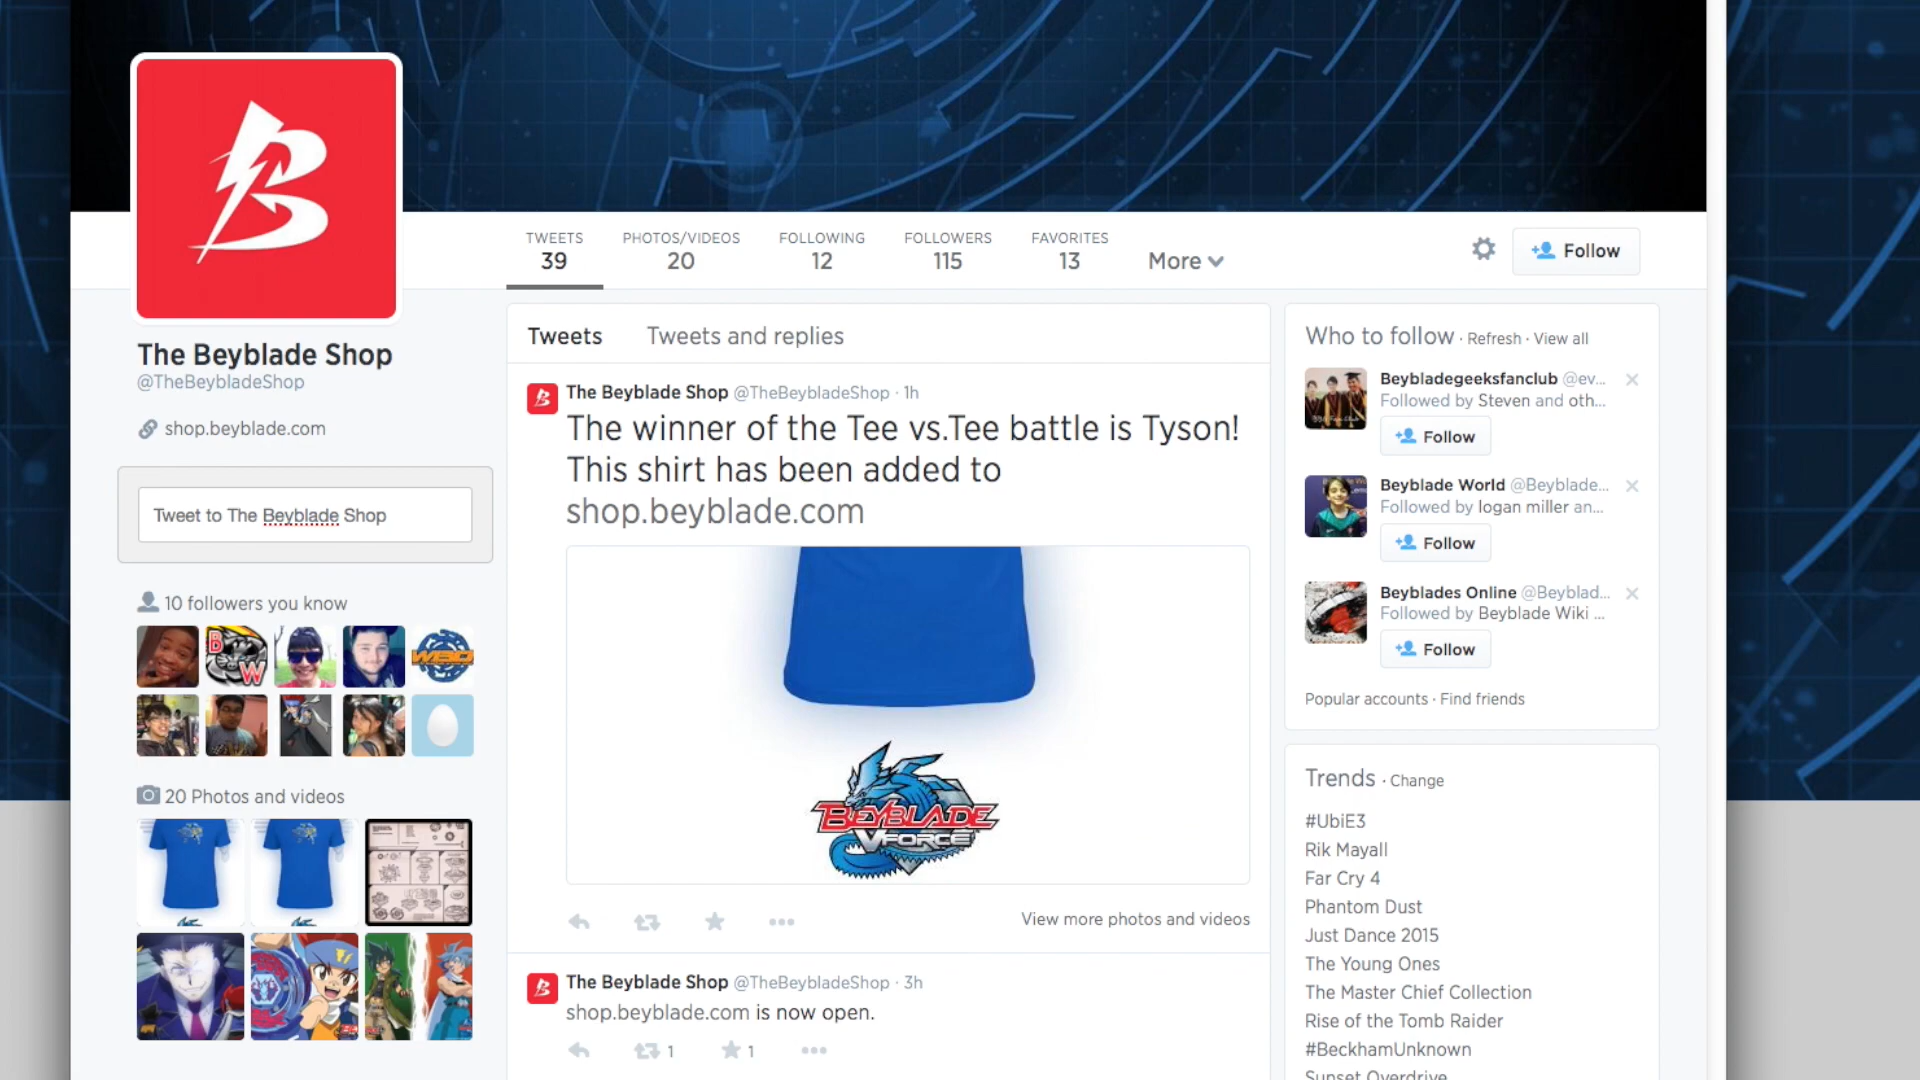 TWEETS
39
PHOTOS/VIDEOS
20
FOLLOWING
12
FOLLOWERS
115
FAVORITES
13
More
Follow
The Beyblade Shop
@TheBeybladeShop
shop.beyblade.com
Tweet to The Beyblade Shop
10 followers you know
B
W
WBO
20 Photos and videos
Tweets Tweets and replies
The Beyblade Shop @TheBeybladeShop · 1h
The winner of the Tee vs.Tee battle is Tyson!
This shirt has been added to
shop.beyblade.com
BEYBLADE
VFORCE
View more photos and videos
The Beyblade Shop @TheBeybladeShop · 3h
shop.beyblade.com is now open.
1 1
Who to follow · Refresh · View all
Beybladegeeksfanclub @ev...
Followed by Steven and oth...
Follow
Beyblade World @Beyblade...
Followed by logan miller an...
Follow
Beyblades Online @Beyblad...
Followed by Beyblade Wiki ...
Follow
Popular accounts · Find friends
Trends · Change
#UbiE3
Rik Mayall
Far Cry 4
Phantom Dust
Just Dance 2015
The Young Ones
The Master Chief Collection
Rise of the Tomb Raider
#BeckhamUnknown
Sunset Overdrive